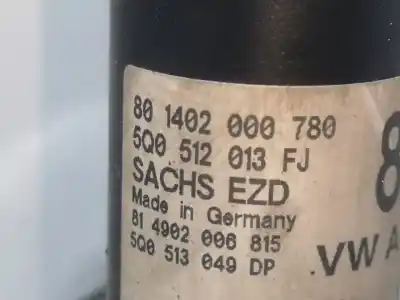 80 1402 000 780
5Q0 512 013 FJ
SACHS EZD
Made in Germany
81 4902 006 815
5Q0 513 049 DP
8
VW A